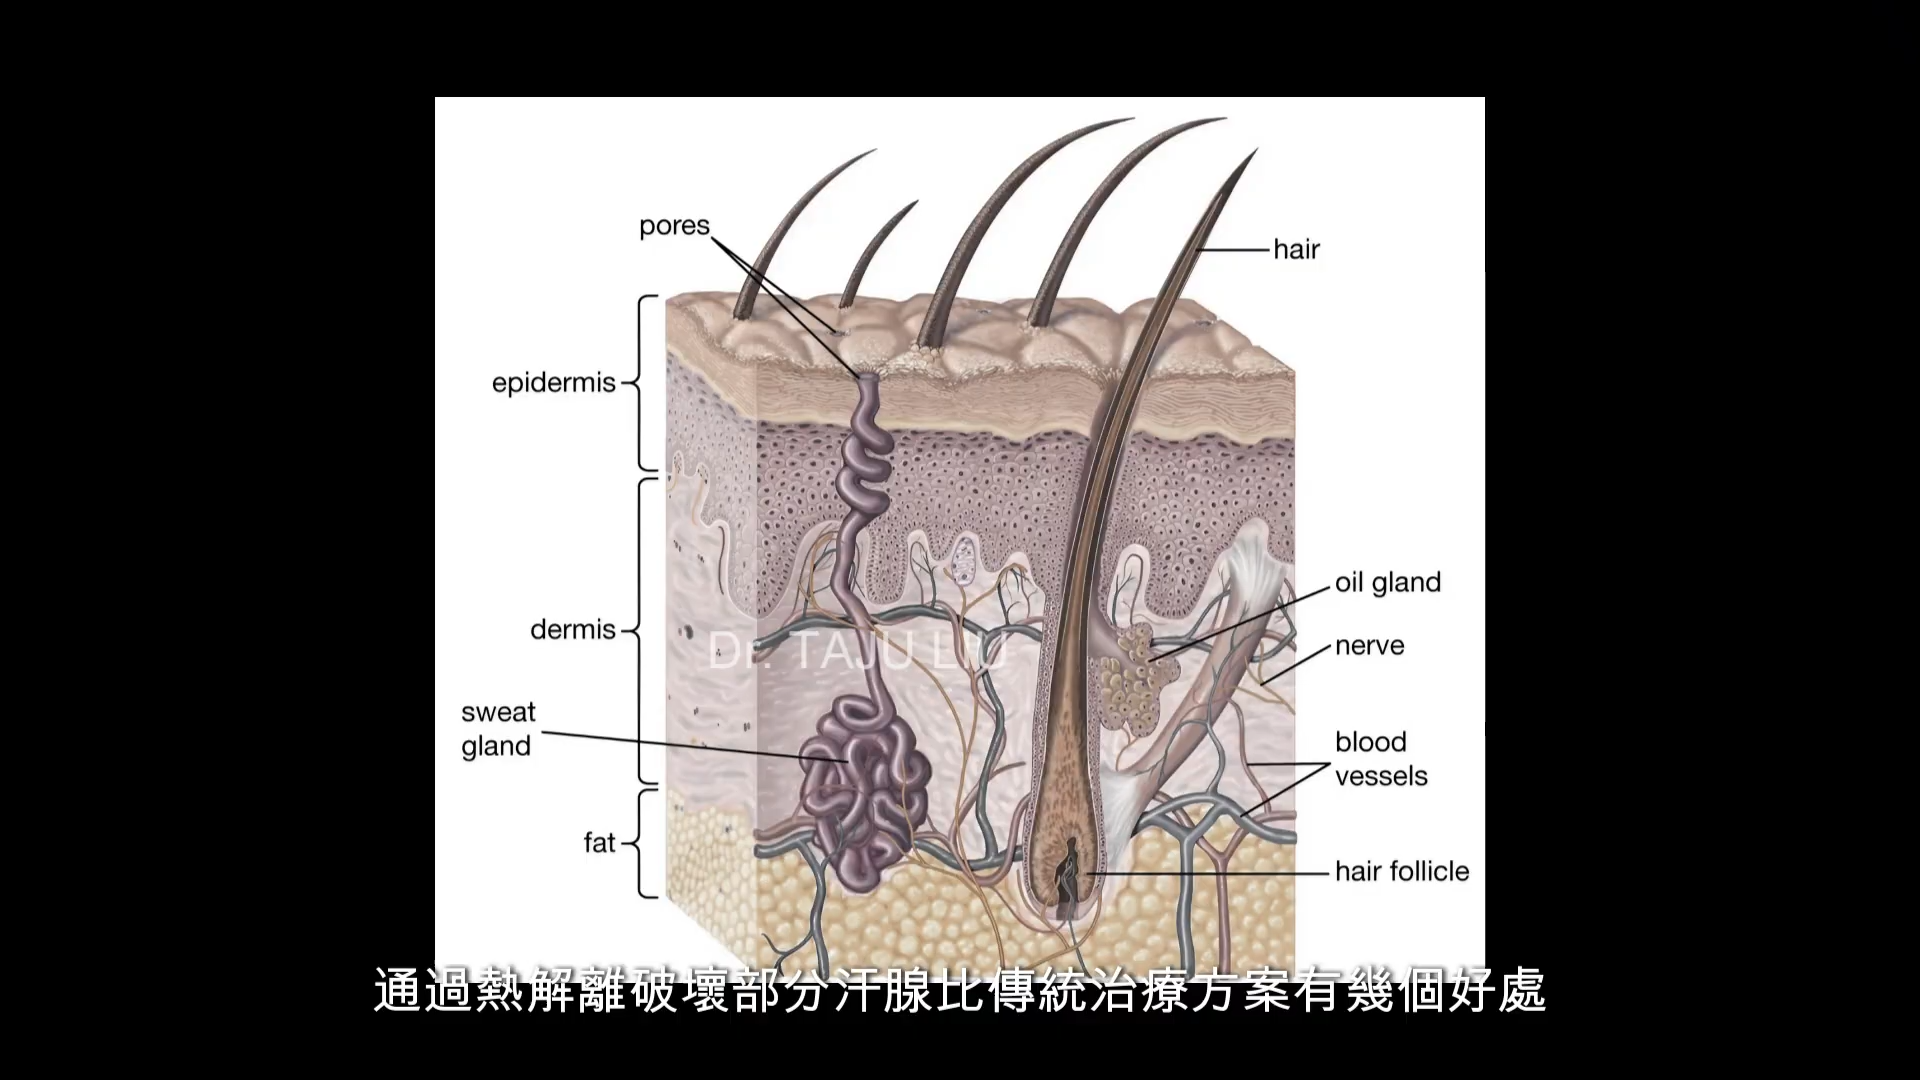 pores
hair
epidermis
oil gland
dermis
nerve
Dr. TAJU LIU
sweat
gland
blood
vessels
fat
hair follicle
通過熱解離破壞部分汗腺比傳統治療方案有幾個好處